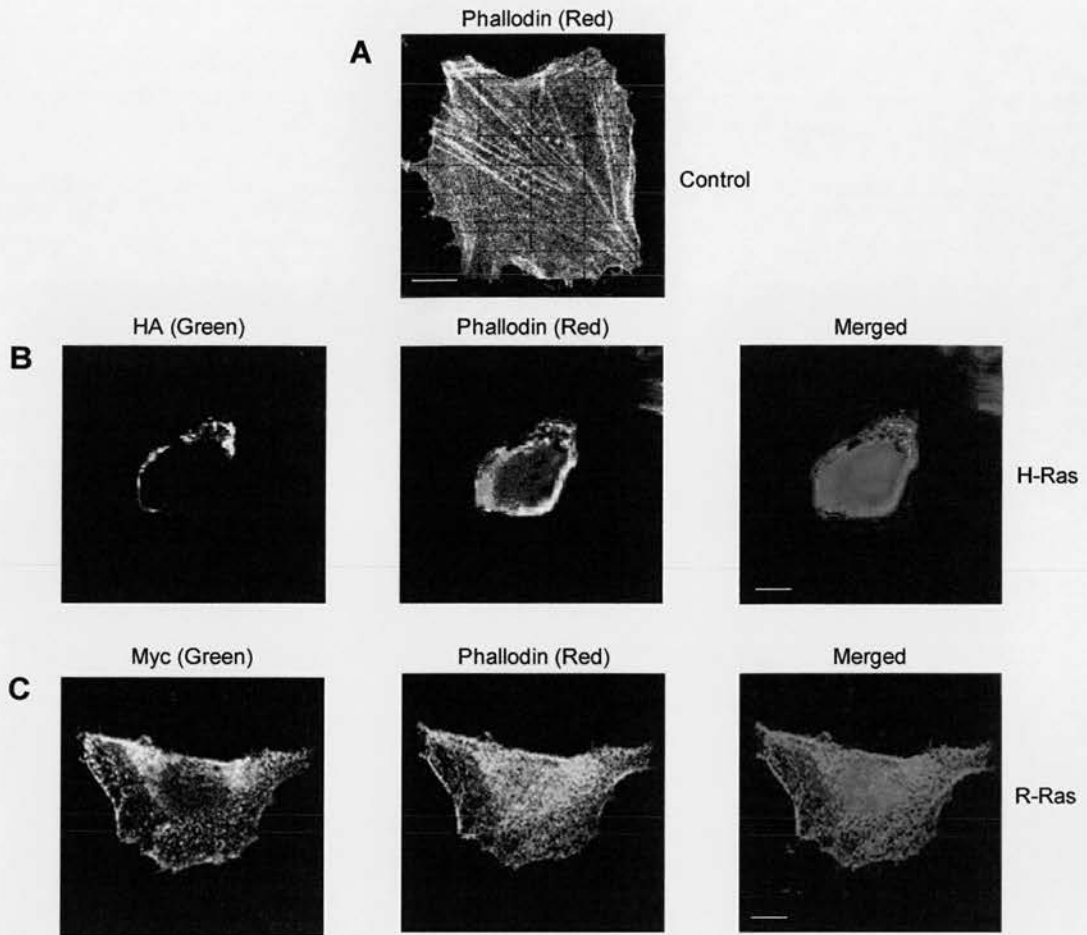 Phallodin (Red)
A
Control
HA (Green) Phallodin (Red) Merged
B
H-Ras
Myc (Green) Phallodin (Red) Merged
C
R-Ras